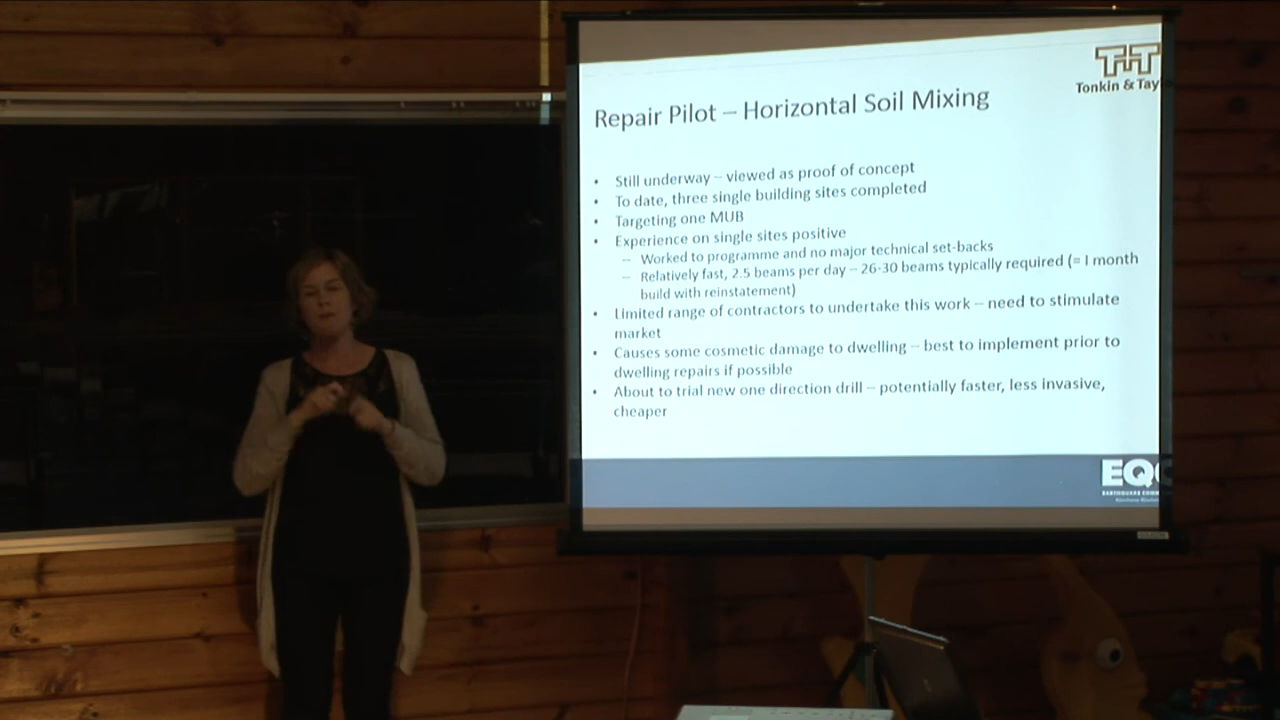 Tonkin & Tay
Repair Pilot – Horizontal Soil Mixing
• Still underway – viewed as proof of concept
• To date, three single building sites completed
• Targeting one MUB
• Experience on single sites positive
– Worked to programme and no major technical set-backs
– Relatively fast, 2.5 beams per day – 26-30 beams typically required (= 1 month
build with reinstatement)
• Limited range of contractors to undertake this work – need to stimulate
market
• Causes some cosmetic damage to dwelling – best to implement prior to
dwelling repairs if possible
• About to trial new one direction drill – potentially faster, less invasive,
cheaper
EQC
EARTHQUAKE COMM